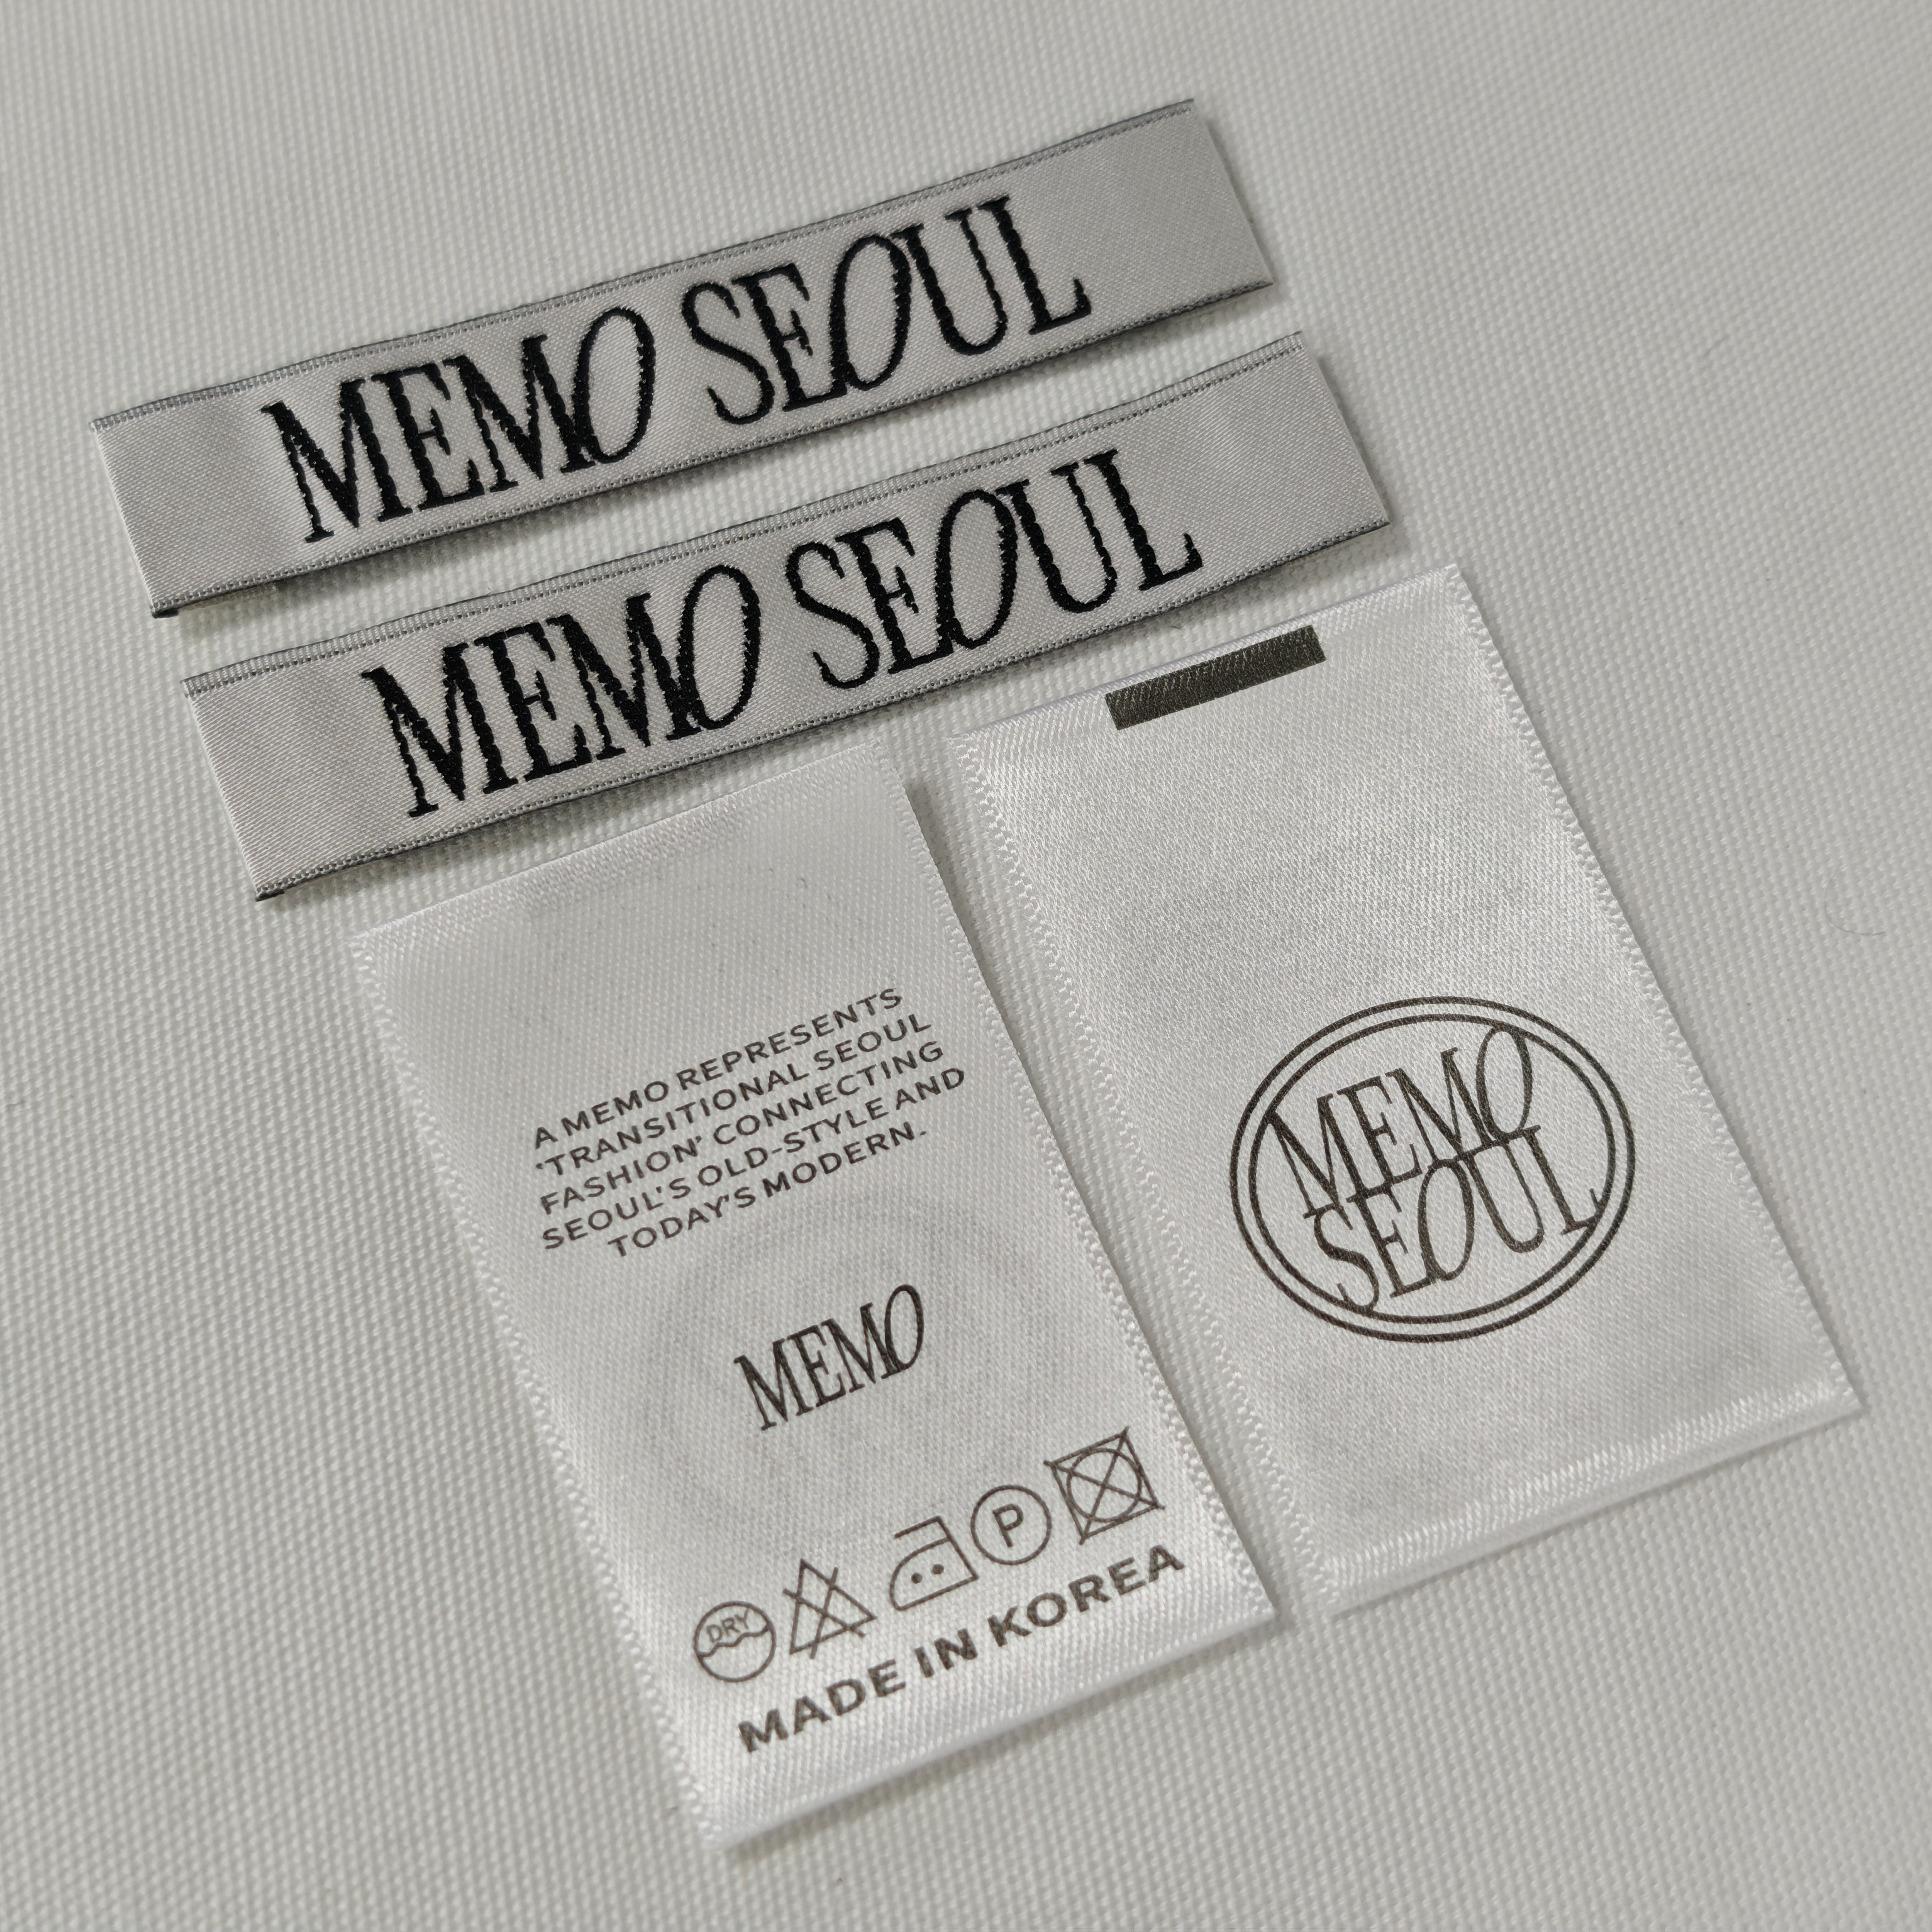 MEMO SEOUL
MEMO SEOUL
A MEMO REPRESENTS
'TRANSITIONAL SEOUL
FASHION' CONNECTING
SEOUL'S OLD-STYLE AND
TODAY'S MODERN.
MEMO
DRY
P
MADE IN KOREA
MEMO
SEOUL